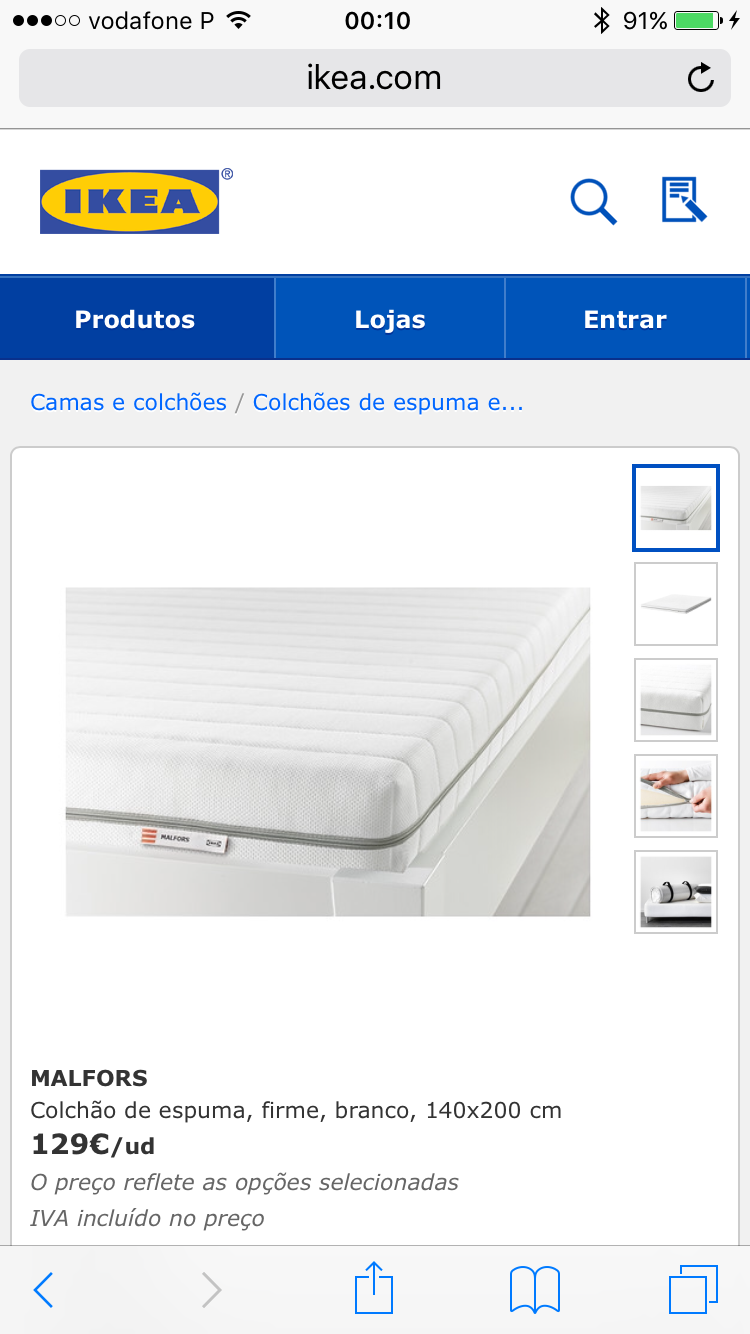 vodafone P 00:10 91%
ikea.com
IKEA®
Produtos Lojas Entrar
Camas e colchões / Colchões de espuma e...
MALFORS
MALFORS
Colchão de espuma, firme, branco, 140x200 cm
129€/ud
O preço reflete as opções selecionadas
IVA incluído no preço